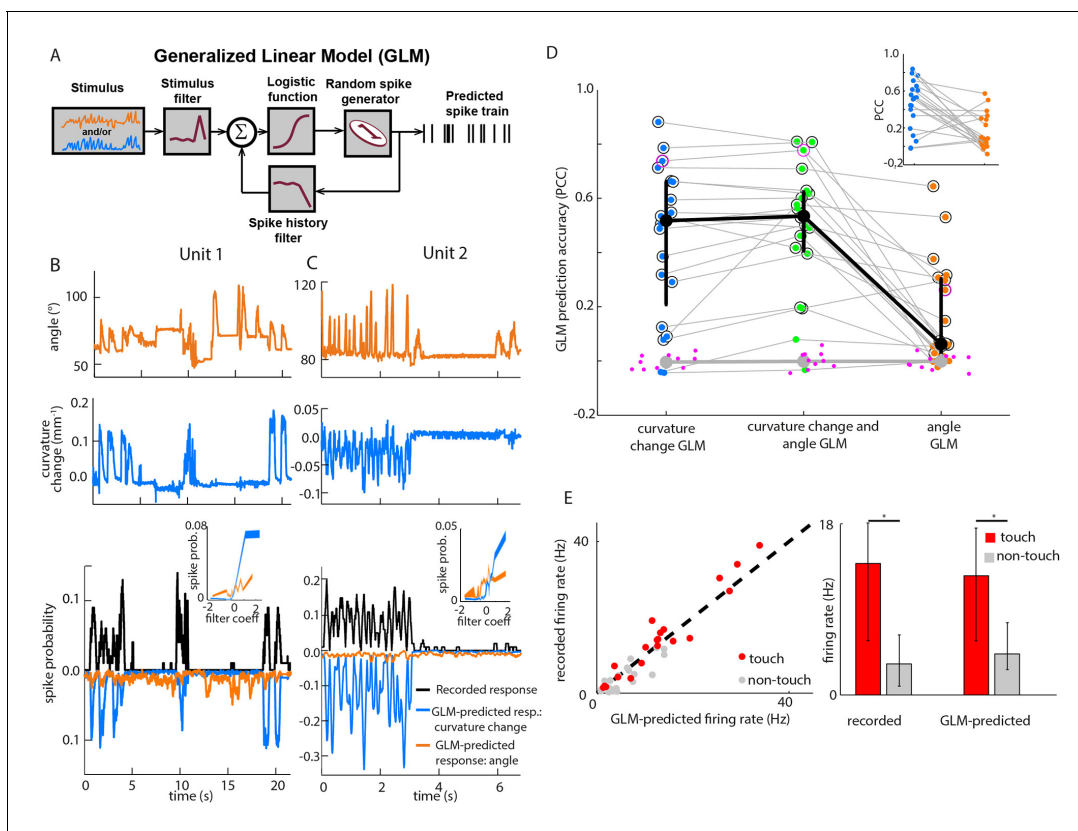 A
Generalized Linear Model (GLM)
Stimulus
Stimulus
filter
Logistic
function
Random spike
generator
Predicted
spike train
and/or
Σ
Spike history
filter
B
Unit 1
C
Unit 2
angle (°)
100
50
120
80
curvature
change (mm⁻¹)
0.2
0.1
0.0
0.05
0.0
-0.05
-0.1
spike probability
0.1
0.0
0.1
0.08
spike prob.
0
-2 0 2
filter coeff
0.2
0.1
0.0
-0.1
-0.2
-0.3
0.05
spike prob.
0
-2 0 2
filter coeff
Recorded response
GLM-predicted resp.:
curvature change
GLM-predicted
response: angle
0 5 10 15 20
time (s)
0 2 4 6
time (s)
D
GLM prediction accuracy (PCC)
1
0.6
0.2
-0.2
curvature
change GLM
curvature change and
angle GLM
angle
GLM
PCC
1
0.6
0.2
-0,2
E
recorded firing rate
(Hz)
40
0
0 40
GLM-predicted firing rate (Hz)
touch
non-touch
firing rate (Hz)
18
0
*
*
touch
non-touch
recorded
GLM-predicted